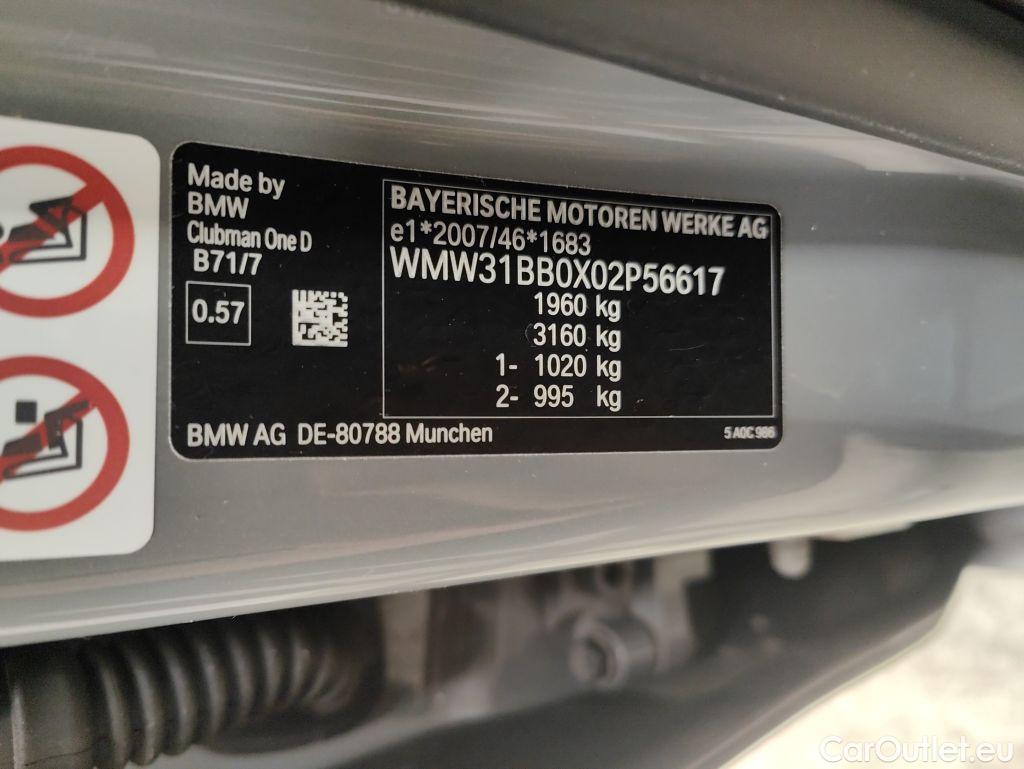 Made by
BMW
Clubman One D
B71/7
0.57
BAYERISCHE MOTOREN WERKE AG
e1*2007/46*1683
WMW31BB0X02P56617
1960 kg
3160 kg
1- 1020 kg
2- 995 kg
BMW AG DE-80788 Munchen
5 A0C 986
CarOutlet.eu